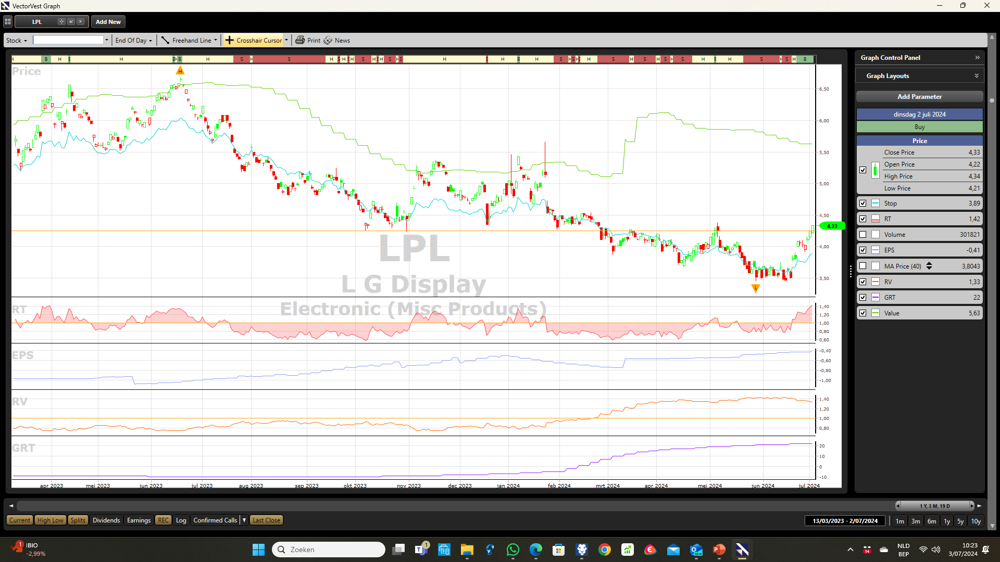 VectorVest Graph
LPL
Add New
Stock
End Of Day
Freehand Line
Crosshair Cursor
Print
News
H B H E H B H B H S H S H S H S H S H S H S H S H S H B H S H S H S H S H S H S H S H E H S H S H B
Price
H
6,50
6,00
5,50
5,00
4,50
4,33
4,00
3,50
L
LPL
L G Display
Electronic (Misc Products)
RT
1,40
1,20
1,00
0,80
0,60
EPS
-0,40
-0,60
-0,80
-1,00
RV
1,40
1,20
1,00
0,80
GRT
20
10
0
-10
apr 2023 mei 2023 jun 2023 jul 2023 aug 2023 sep 2023 okt 2023 nov 2023 dec 2023 jan 2024 feb 2024 mrt 2024 apr 2024 mei 2024 jun 2024 jul 2024
Graph Control Panel
Graph Layouts
Add Parameter
dinsdag 2 juli 2024
Buy
Price
Close Price 4,33
Open Price 4,22
High Price 4,34
Low Price 4,21
Stop 3,89
RT 1,42
Volume 301821
EPS -0,41
MA Price (40) 3,8043
RV 1,33
GRT 22
Value 5,63
1 Y, 3 M, 19 D
Current High Low Splits Dividends Earnings REC Log Confirmed Calls Last Close
13/03/2023 - 2/07/2024 1m 3m 6m 1y 5y 10y
1
IBIO
-2,99%
Zoeken
1
NEW
14
NLD
BEP
10:23
3/07/2024